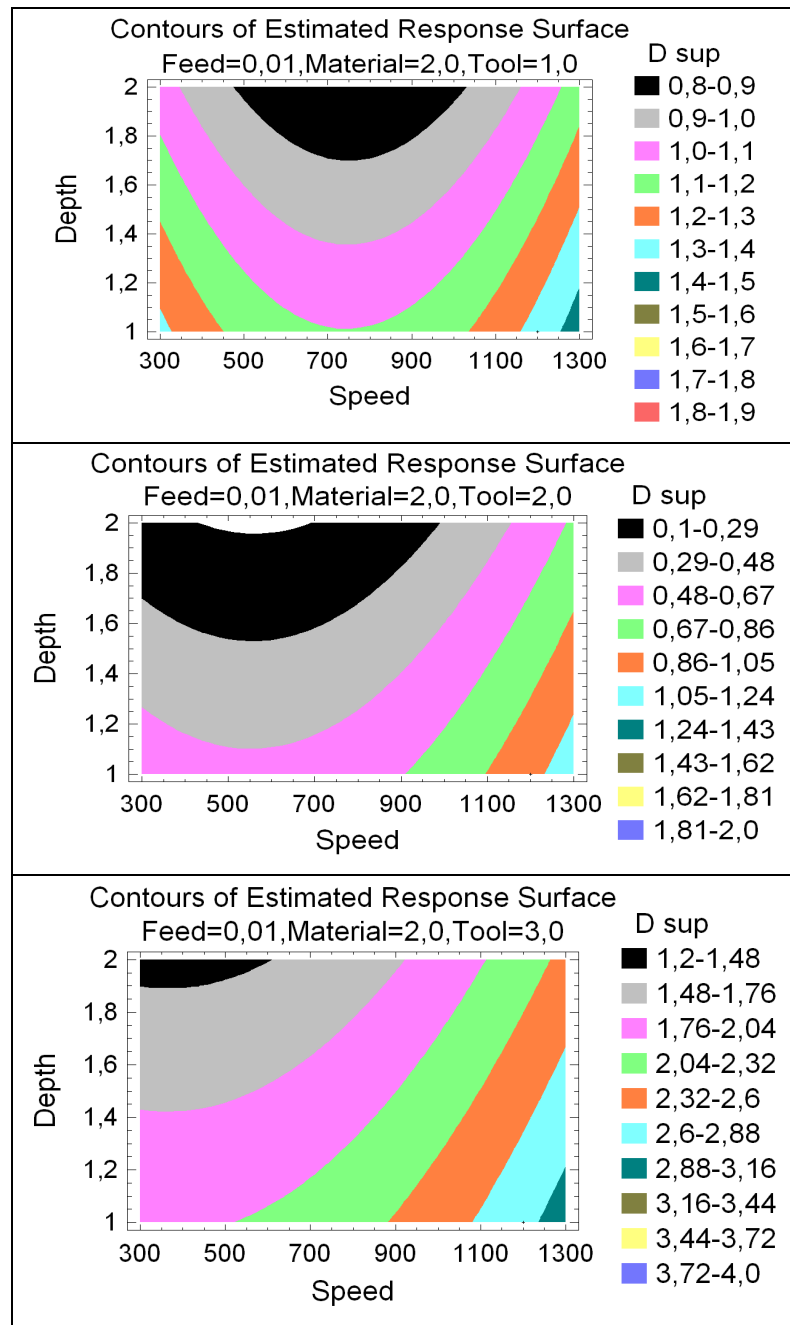 Contours of Estimated Response Surface
Feed=0,01,Material=2,0,Tool=1,0
D sup
0,8-0,9
0,9-1,0
1,0-1,1
1,1-1,2
1,2-1,3
1,3-1,4
1,4-1,5
1,5-1,6
1,6-1,7
1,7-1,8
1,8-1,9
Depth
2
1,8
1,6
1,4
1,2
1
300 500 700 900 1100 1300
Speed
Contours of Estimated Response Surface
Feed=0,01,Material=2,0,Tool=2,0
D sup
0,1-0,29
0,29-0,48
0,48-0,67
0,67-0,86
0,86-1,05
1,05-1,24
1,24-1,43
1,43-1,62
1,62-1,81
1,81-2,0
Depth
2
1,8
1,6
1,4
1,2
1
300 500 700 900 1100 1300
Speed
Contours of Estimated Response Surface
Feed=0,01,Material=2,0,Tool=3,0
D sup
1,2-1,48
1,48-1,76
1,76-2,04
2,04-2,32
2,32-2,6
2,6-2,88
2,88-3,16
3,16-3,44
3,44-3,72
3,72-4,0
Depth
2
1,8
1,6
1,4
1,2
1
300 500 700 900 1100 1300
Speed